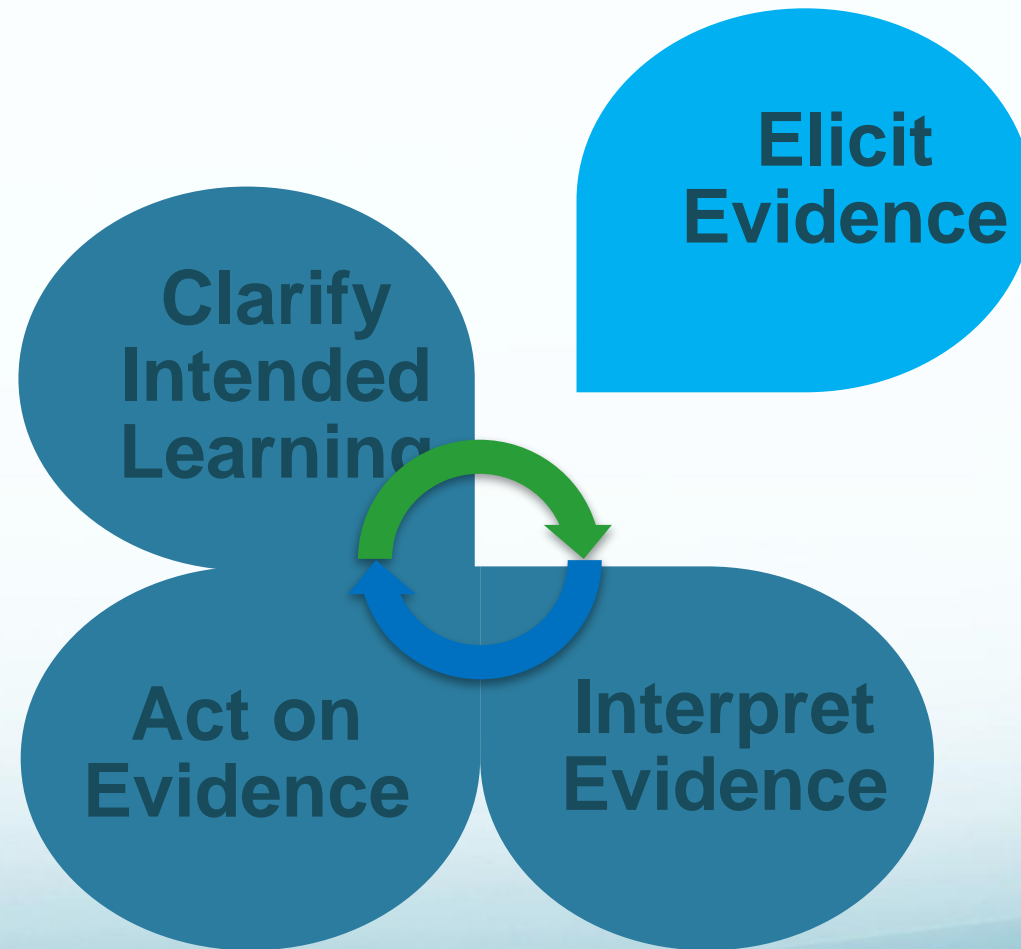 Elicit
Evidence
Clarify
Intended
Learning
Act on
Evidence
Interpret
Evidence